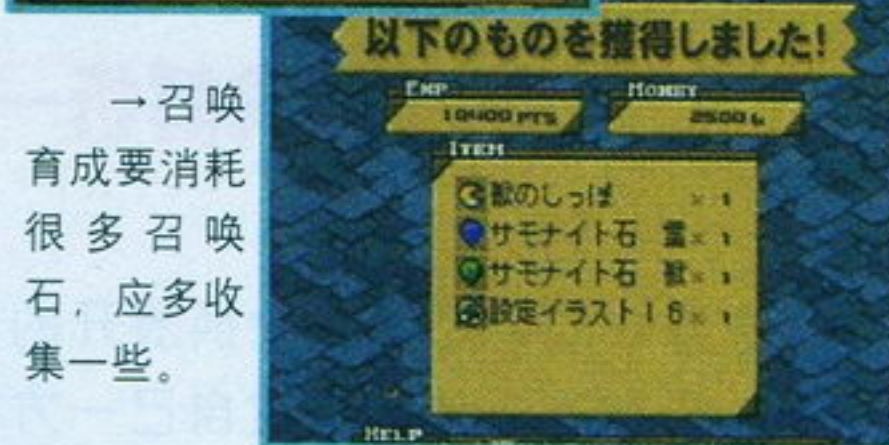 →召唤
育成要消耗
很多召唤
石，应多收
集一些。
以下のものを獲得しました!
EXP
MONEY
10400 PTS
2500 G
ITEM
獣のしっぽ × 1
サモナイト石 霊 × 1
サモナイト石 獣 × 1
設定イラスト16 × 1
HELP